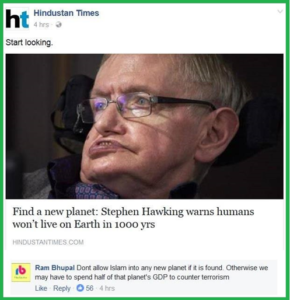 ht Hindustan Times
4 hrs ·
Start looking.
Find a new planet: Stephen Hawking warns humans
won't live on Earth in 1000 yrs
HINDUSTANTIMES.COM
Ram Bhupal Dont allow Islam into any new planet if it is found. Otherwise we
may have to spend half of that planet's GDP to counter terrorism
Like · Reply · 56 · 4 hrs